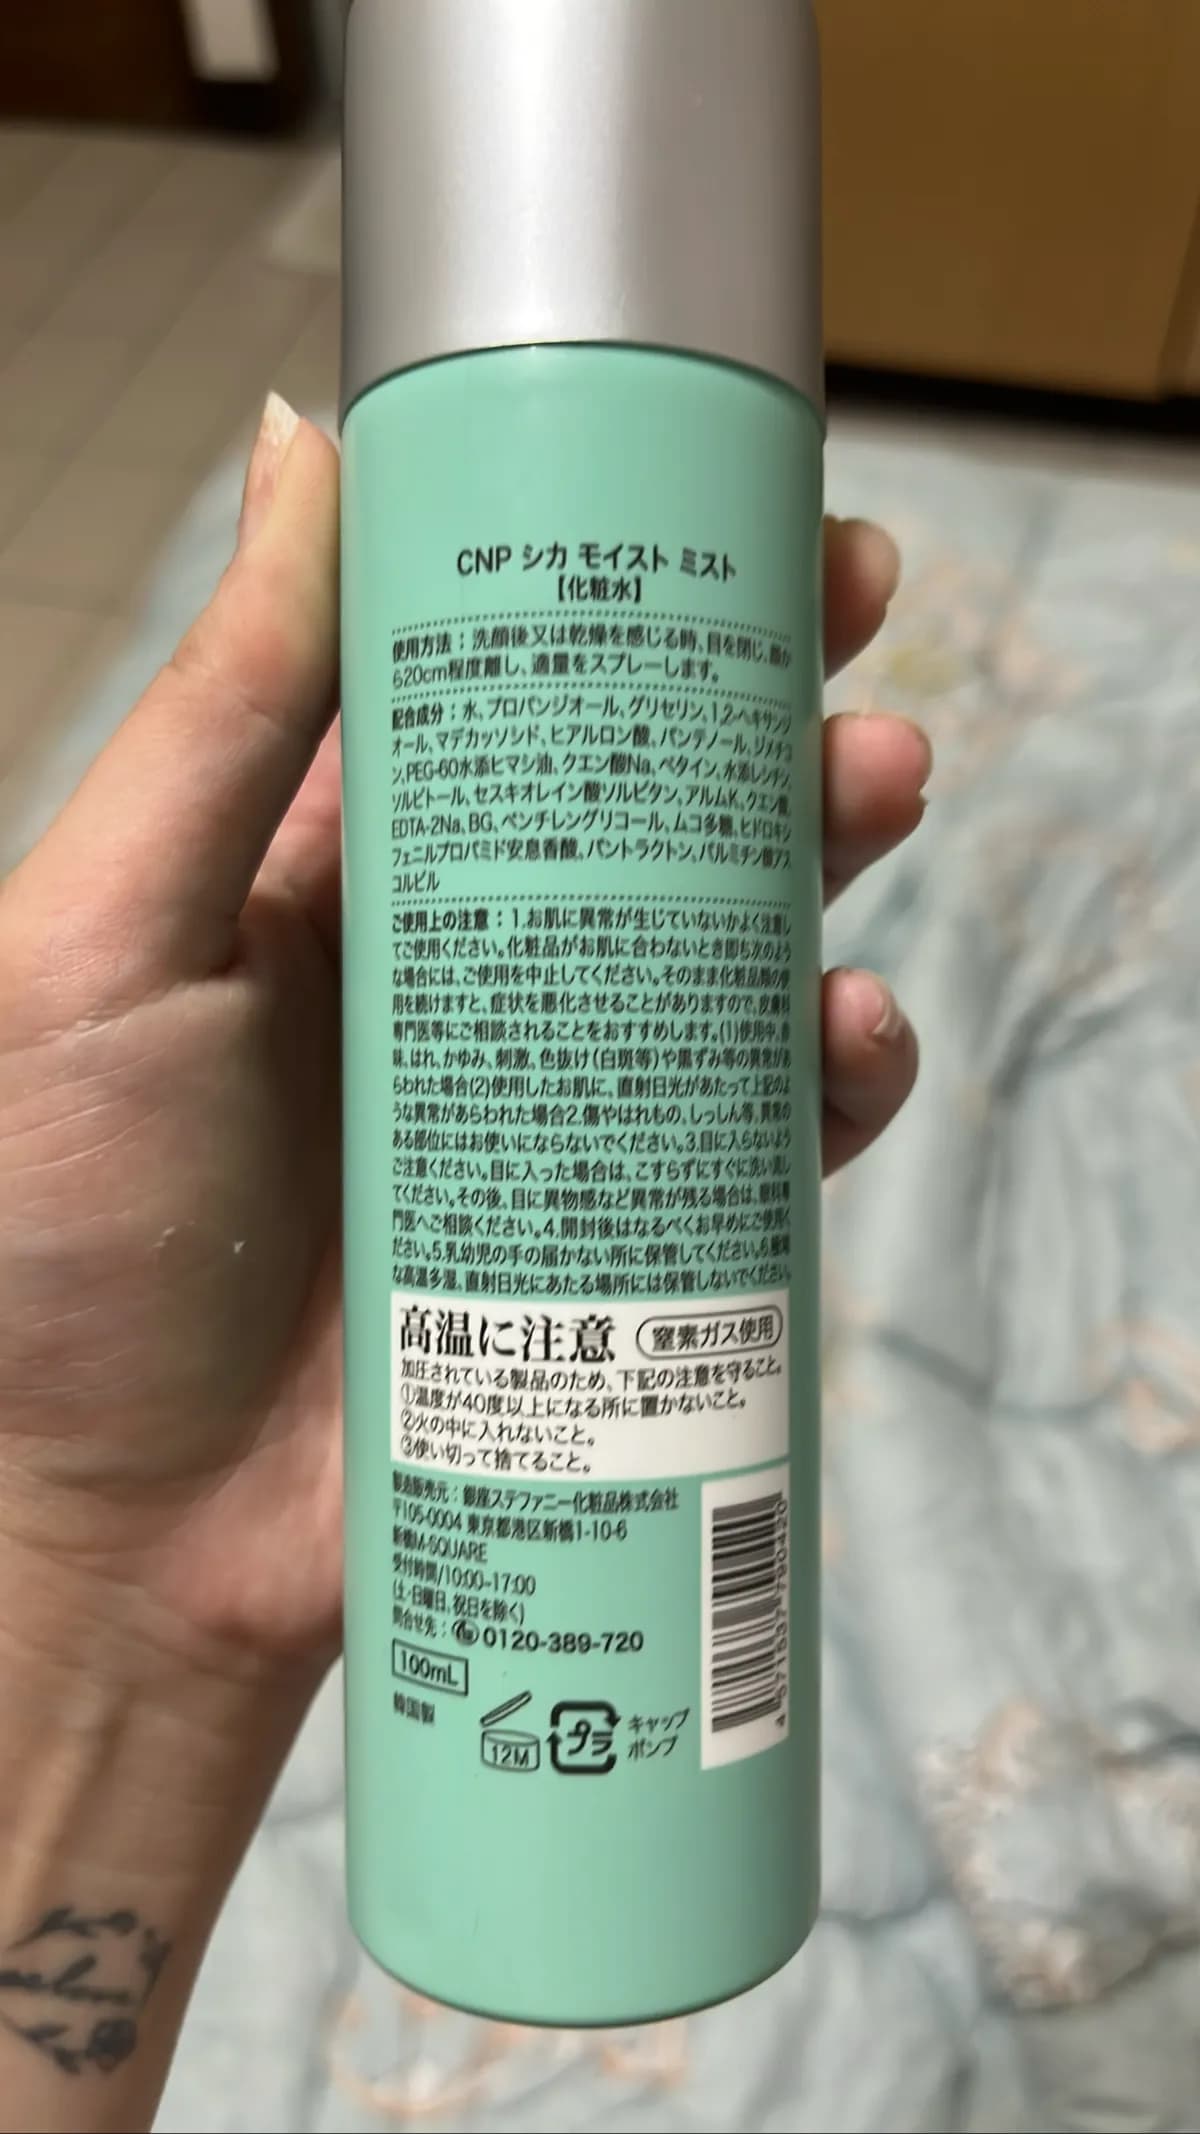 CNP シカ モイスト ミスト
【化粧水】
使用方法：洗顔後又は乾燥を感じる時、目を閉じ、顔か
ら20cm程度離し、適量をスプレーします。
配合成分：水、プロパンジオール、グリセリン、1,2-ヘキサンジ
オール、マデカッソシド、ヒアルロン酸、パンテノール、ジメチコ
ン、PEG-60水添ヒマシ油、クエン酸Na、ベタイン、水添レシチン、
ソルビトール、セスキオレイン酸ソルビタン、アルムK、クエン酸、
EDTA-2Na、BG、ペンチレングリコール、ムコ多糖、ヒドロキシ
フェニルプロパミド安息香酸、パントラクトン、パルミチン酸アス
コルビル
ご使用上の注意：1.お肌に異常が生じていないかよく注意し
てご使用ください。化粧品がお肌に合わないとき即ち次のよう
な場合には、ご使用を中止してください。そのまま化粧品類の使
用を続けますと、症状を悪化させることがありますので、皮膚科
専門医等にご相談されることをおすすめします。(1)使用中、赤
味、はれ、かゆみ、刺激、色抜け(白斑等)や黒ずみ等の異常があ
らわれた場合(2)使用したお肌に、直射日光があたって上記のよ
うな異常があらわれた場合2.傷やはれもの、しっしん等、異常の
ある部位にはお使いにならないでください。3.目に入らないよう
ご注意ください。目に入った場合は、こすらずにすぐに洗い流し
てください。その後、目に異物感など異常が残る場合は、眼科専
門医へご相談ください。4.開封後はなるべくお早めにご使用く
ださい。5.乳幼児の手の届かない所に保管してください。6.極端
な高温多湿、直射日光にあたる場所には保管しないでください。
高温に注意 窒素ガス使用
加圧されている製品のため、下記の注意を守ること。
①温度が40度以上になる所に置かないこと。
②火の中に入れないこと。
③使い切って捨てること。
製造販売元：銀座ステファニー化粧品株式会社
〒105-0004 東京都港区新橋1-10-6
新橋M-SQUARE
受付時間/10:00-17:00
(土・日曜日、祝日を除く)
問合せ先： 0120-389-720
100mL
韓国製
12M プラ キャップ
ポンプ